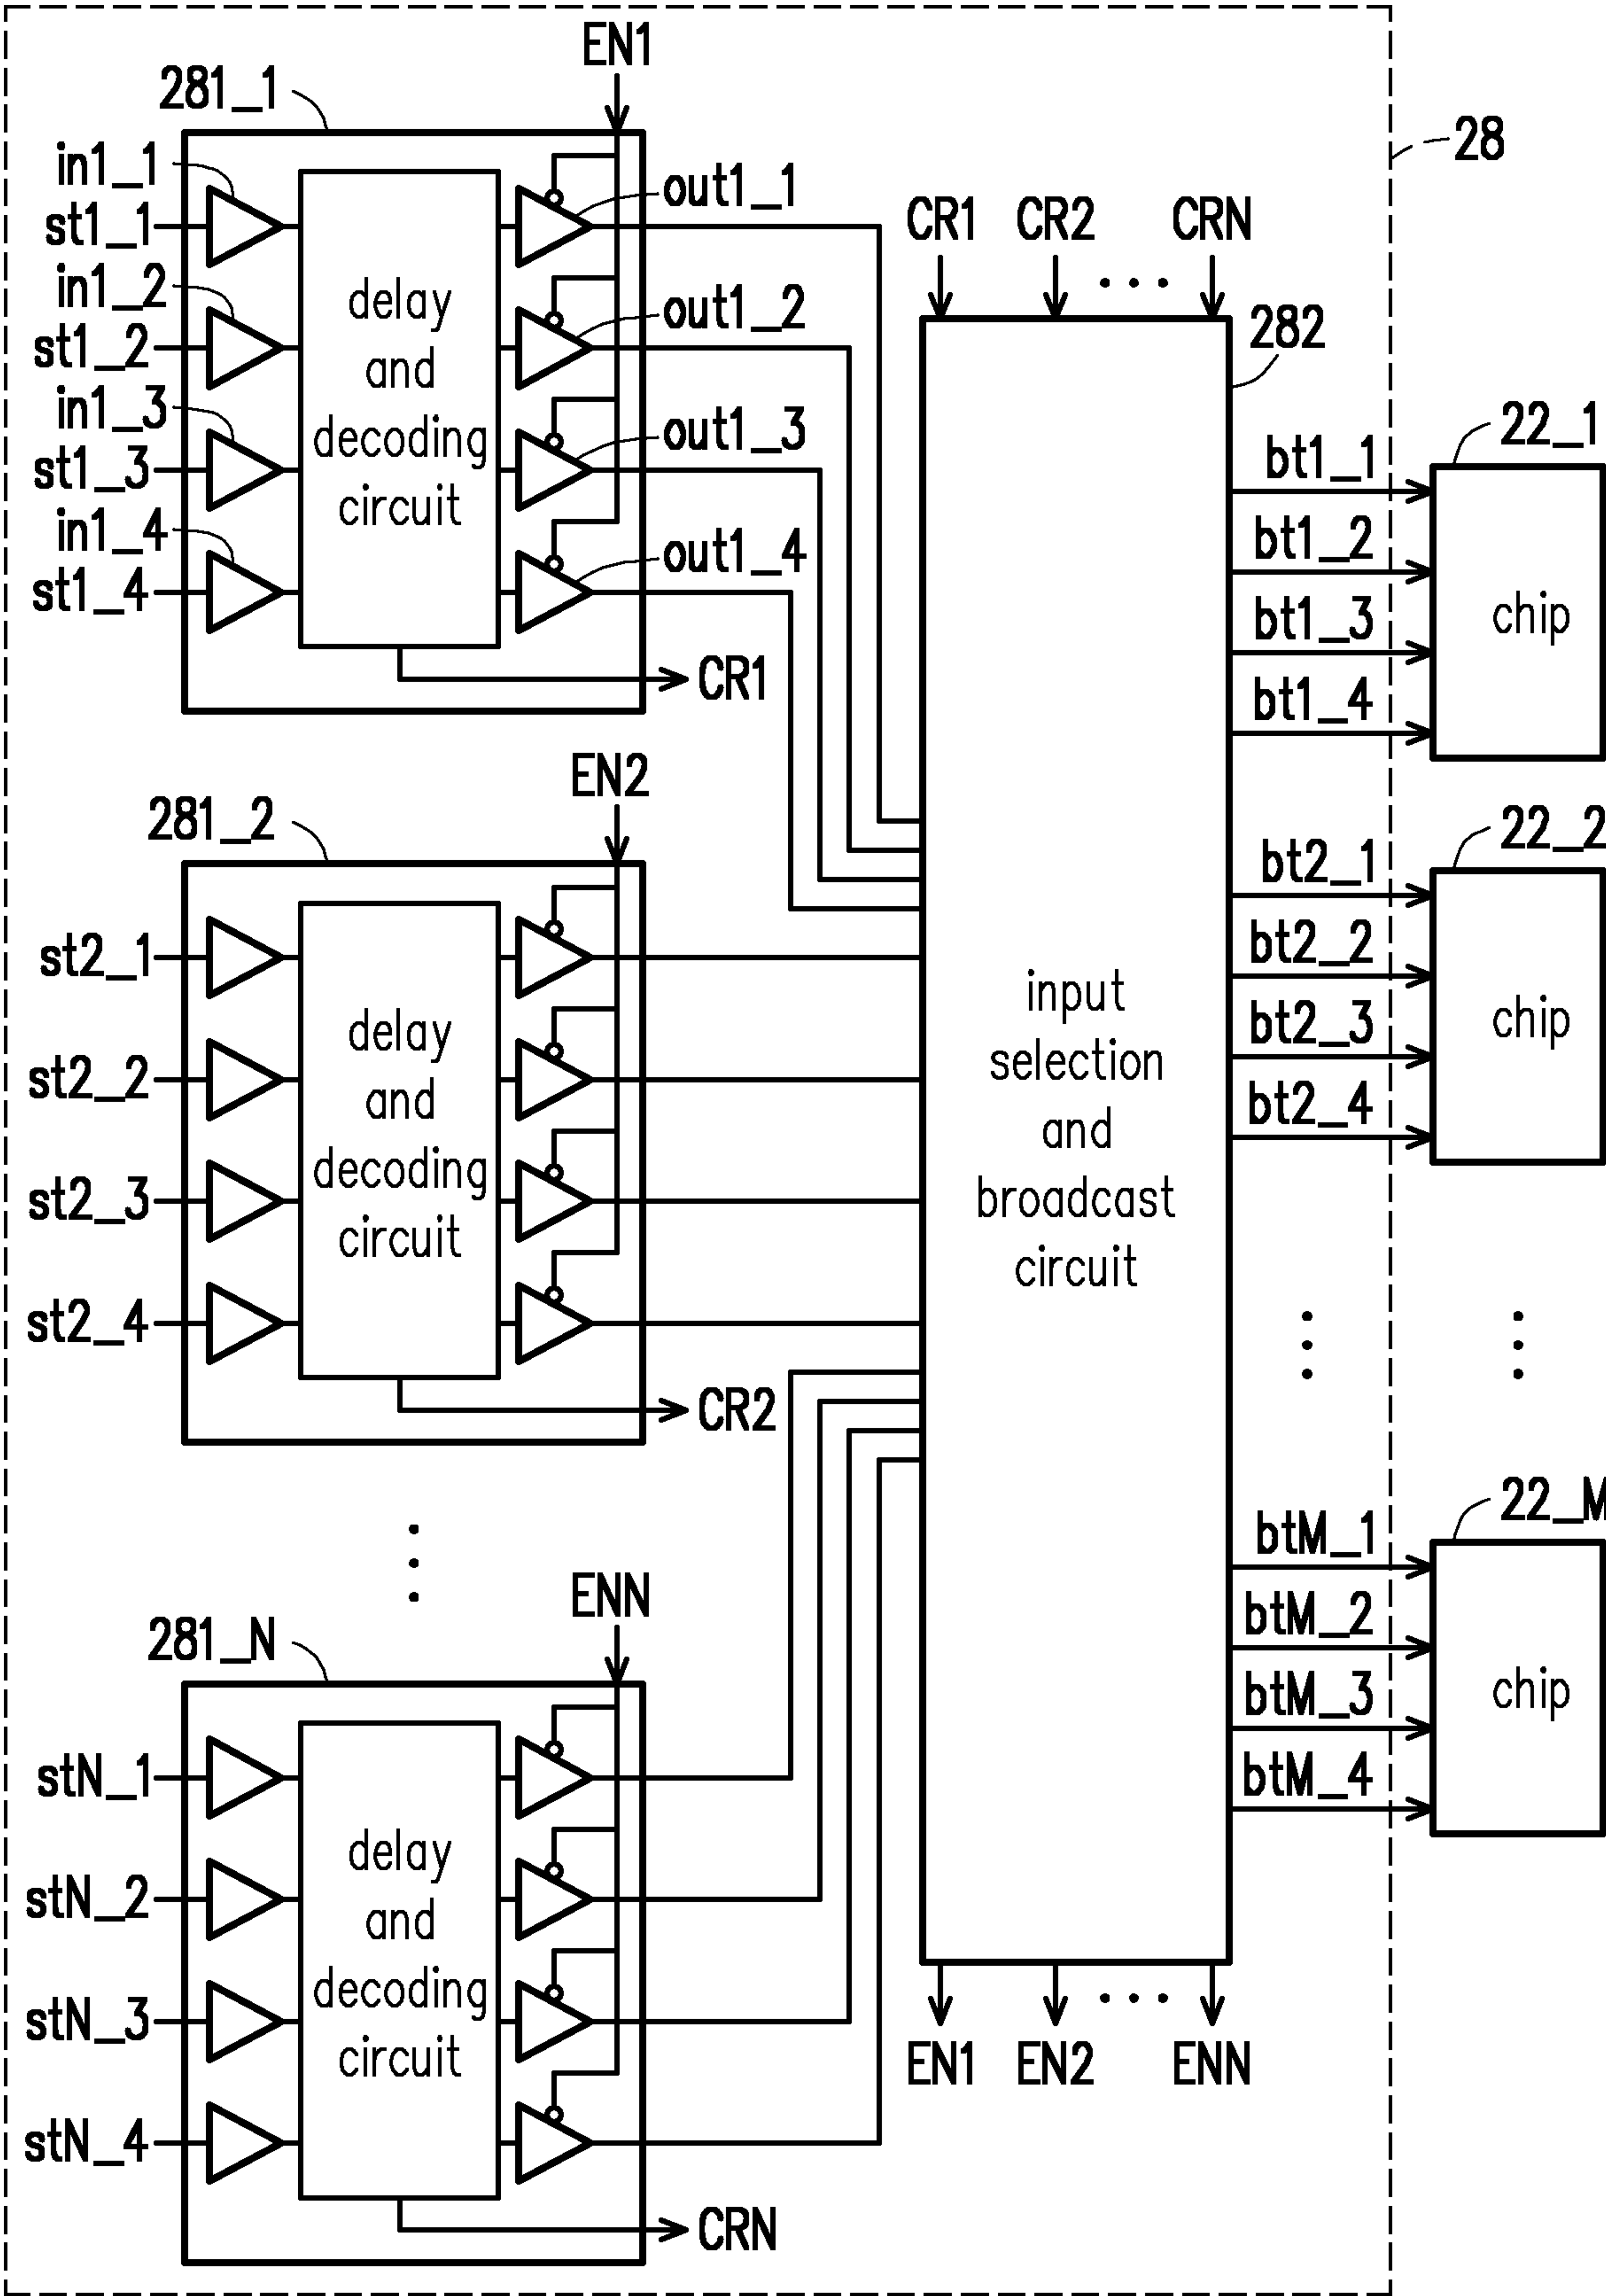 EN1
281_1
in1_1
st1_1
in1_2
st1_2
in1_3
st1_3
in1_4
st1_4
delay
and
decoding
circuit
out1_1
out1_2
out1_3
out1_4
CR1
EN2
281_2
st2_1
st2_2
st2_3
st2_4
delay
and
decoding
circuit
CR2
ENN
281_N
stN_1
stN_2
stN_3
stN_4
delay
and
decoding
circuit
CRN
CR1 CR2 ... CRN
282
input
selection
and
broadcast
circuit
EN1 EN2 ... ENN
28
bt1_1
bt1_2
bt1_3
bt1_4
22_1
chip
bt2_1
bt2_2
bt2_3
bt2_4
22_2
chip
btM_1
btM_2
btM_3
btM_4
22_M
chip